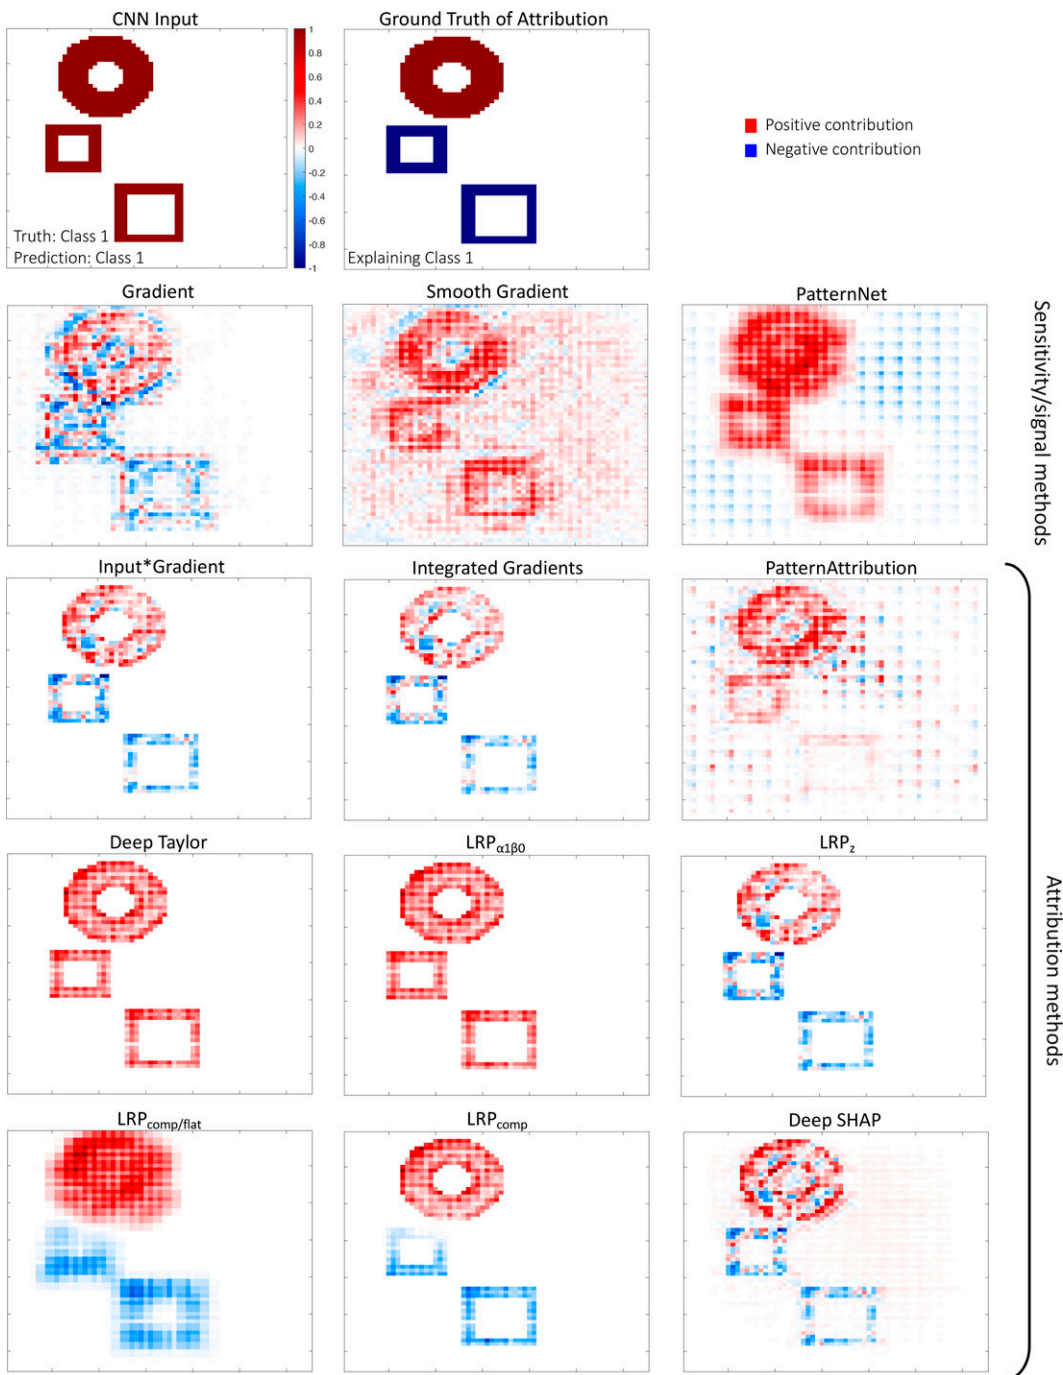 CNN Input
Ground Truth of Attribution
1
0.8
0.6
0.4
0.2
0
-0.2
-0.4
-0.6
-0.8
-1
Truth: Class 1
Prediction: Class 1
Explaining Class 1
Positive contribution
Negative contribution
Gradient
Smooth Gradient
PatternNet
Sensitivity/signal methods
Input*Gradient
Integrated Gradients
PatternAttribution
Deep Taylor
LRPα1β0
LRPz
Attribution methods
LRPcomp/flat
LRPcomp
Deep SHAP